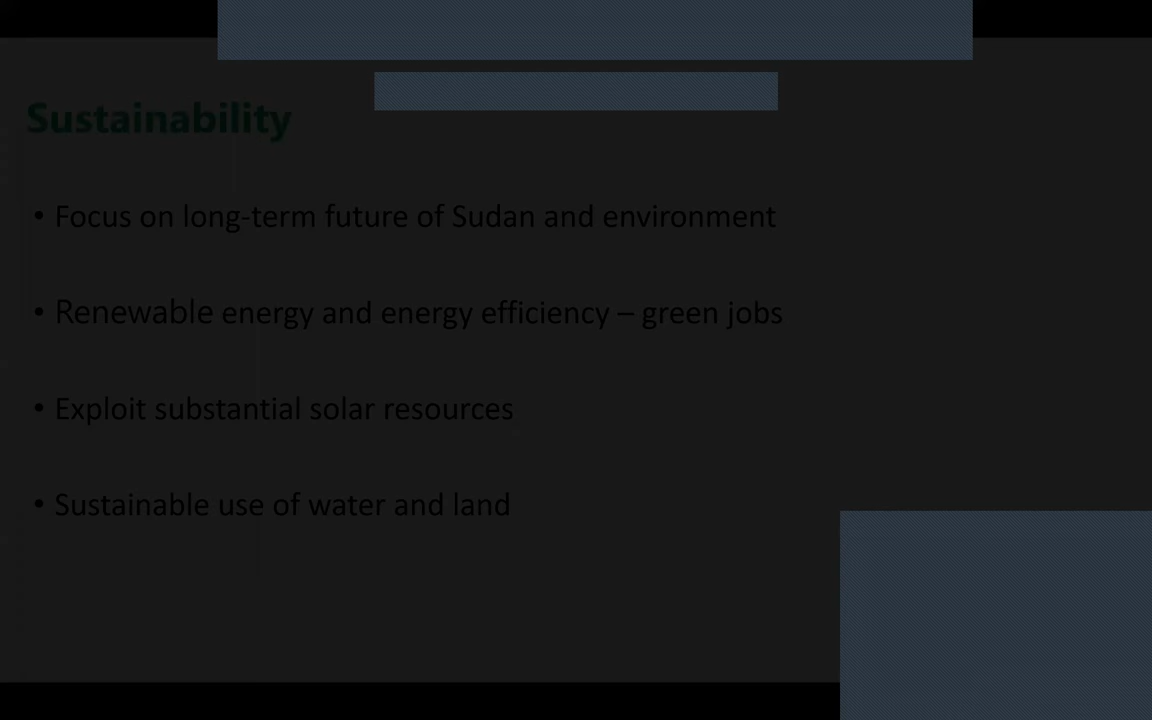 Sustainability
• Focus on long-term future of Sudan and environment
• Renewable energy and energy efficiency – green jobs
• Exploit substantial solar resources
• Sustainable use of water and land